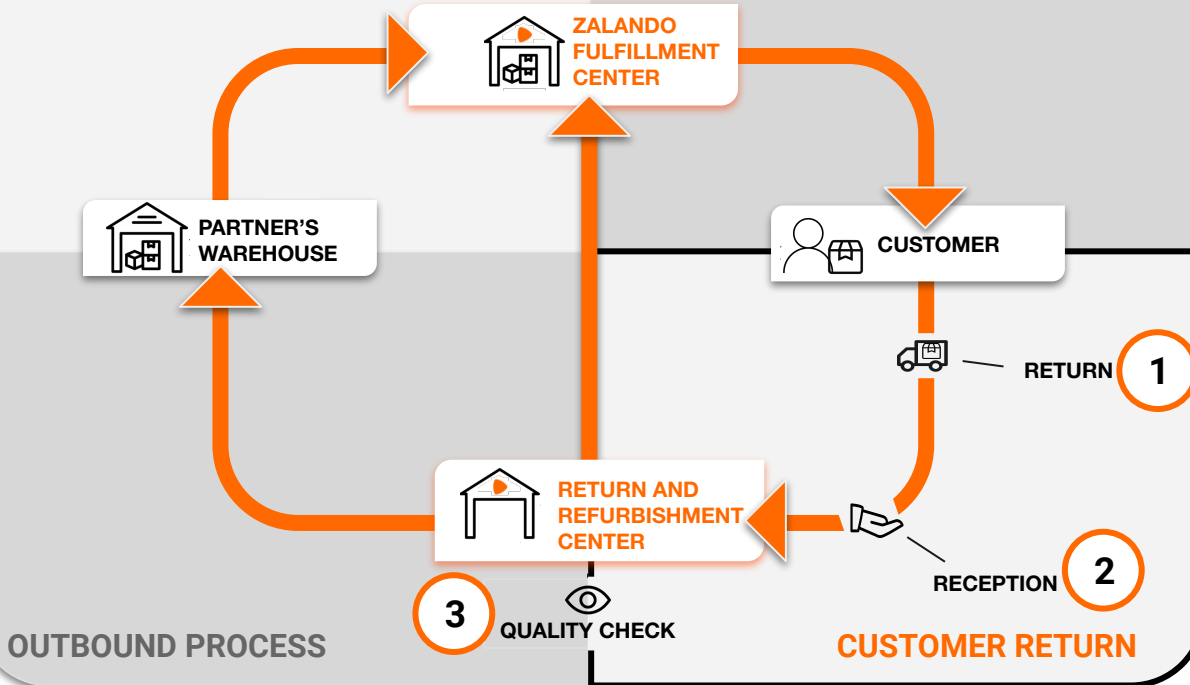 ZALANDO
FULFILLMENT
CENTER
PARTNER'S
WAREHOUSE
CUSTOMER
RETURN
1
RETURN AND
REFURBISHMENT
CENTER
RECEPTION
2
3
QUALITY CHECK
OUTBOUND PROCESS
CUSTOMER RETURN